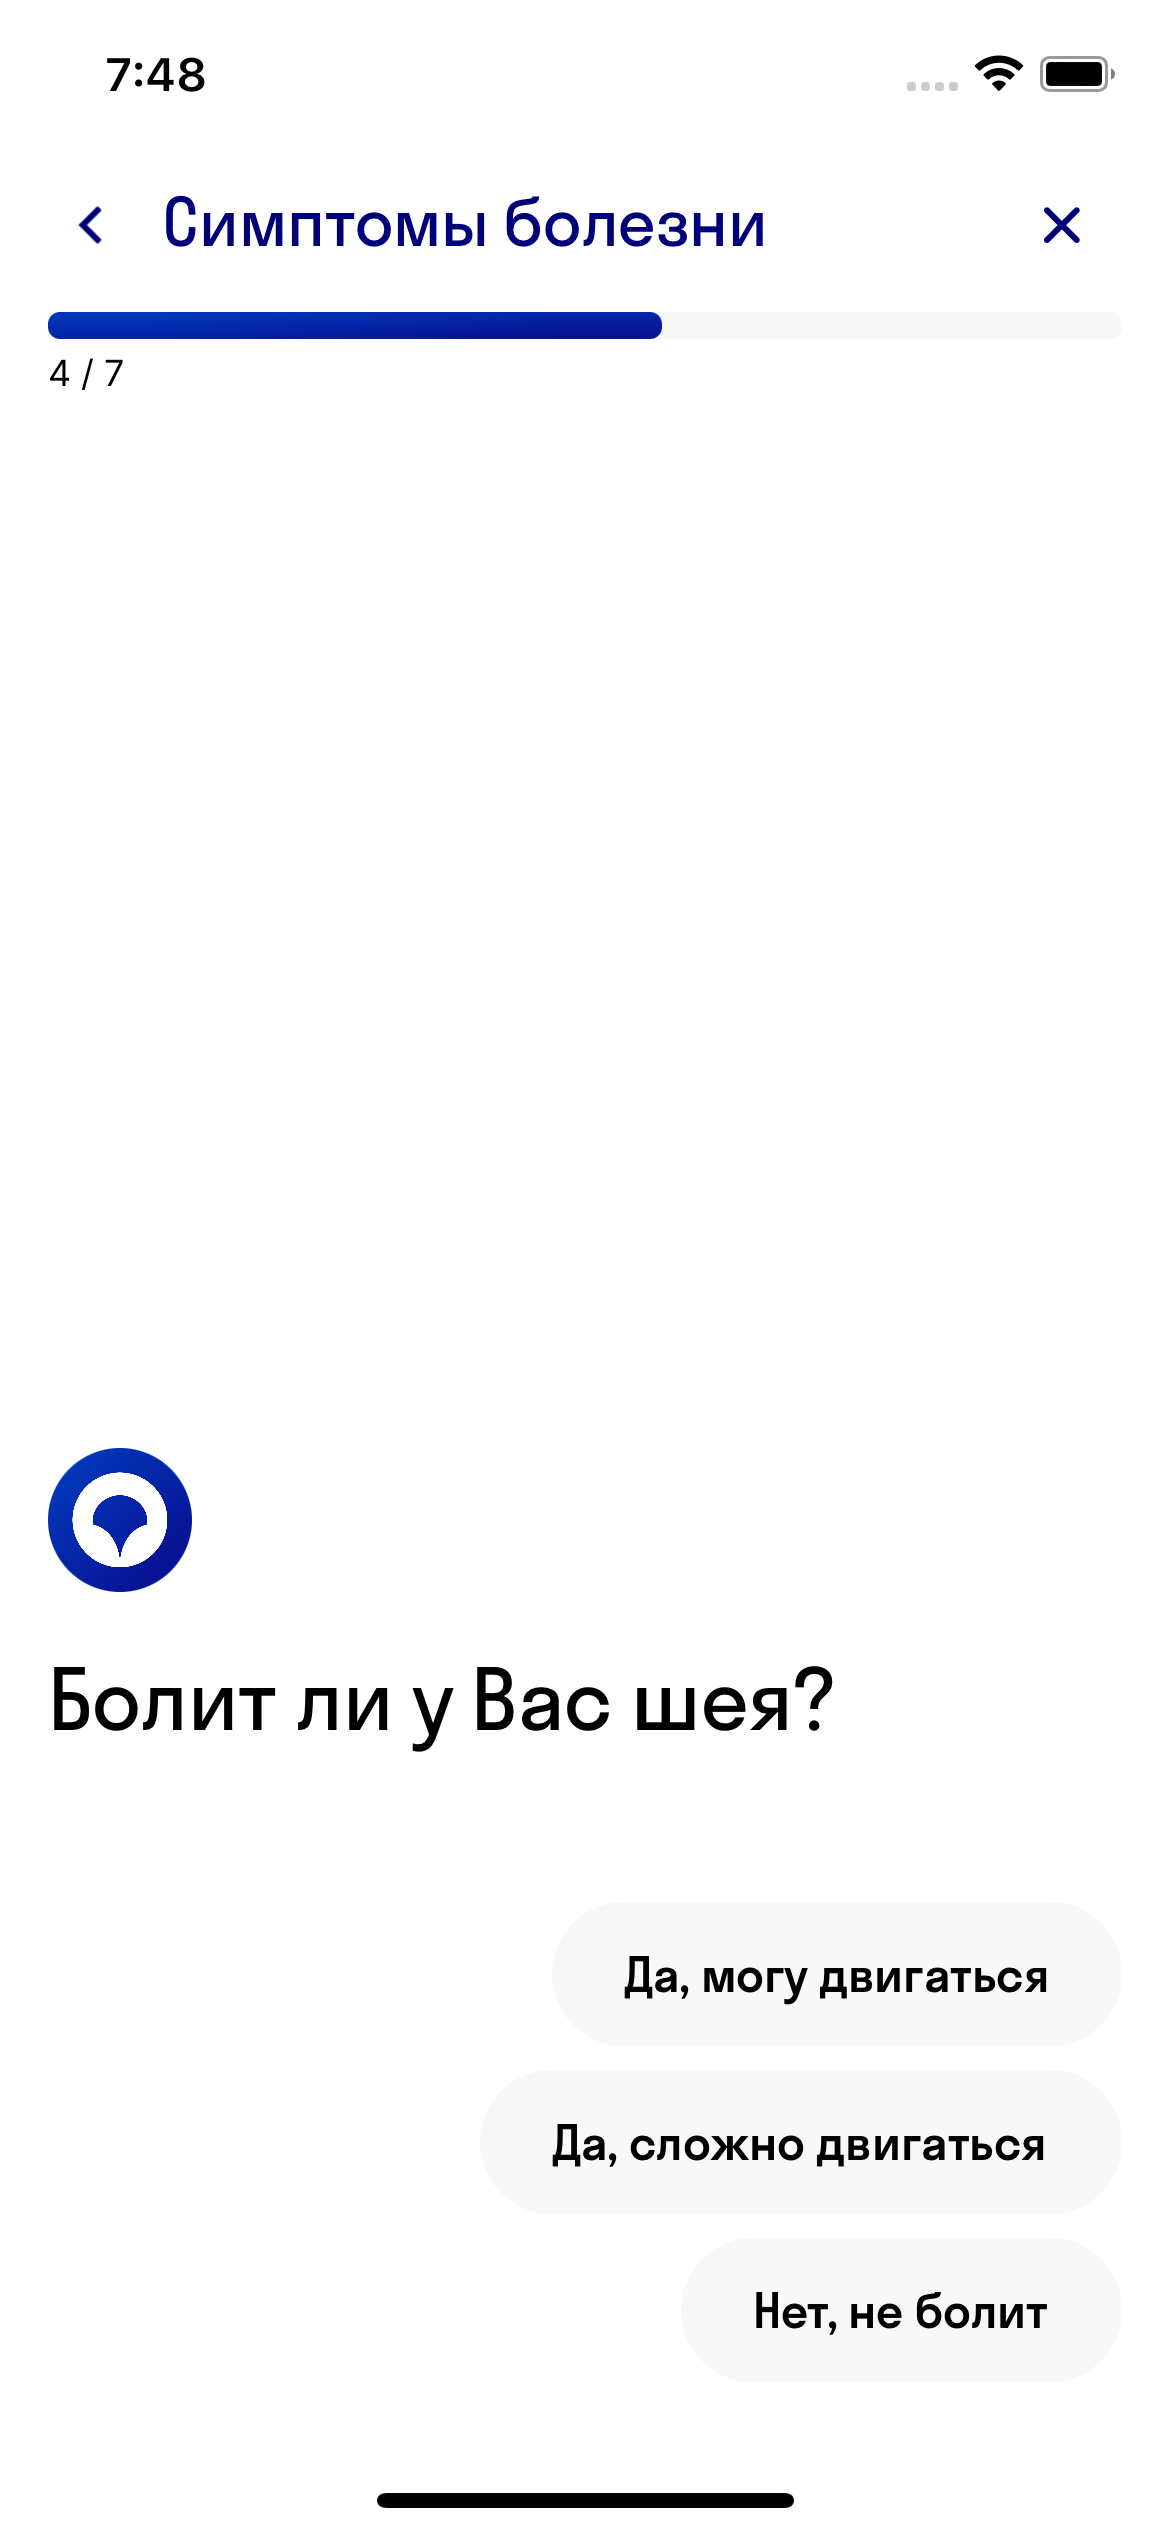 7:48
Симптомы болезни
4 / 7
Болит ли у Вас шея?
Да, могу двигаться
Да, сложно двигаться
Нет, не болит